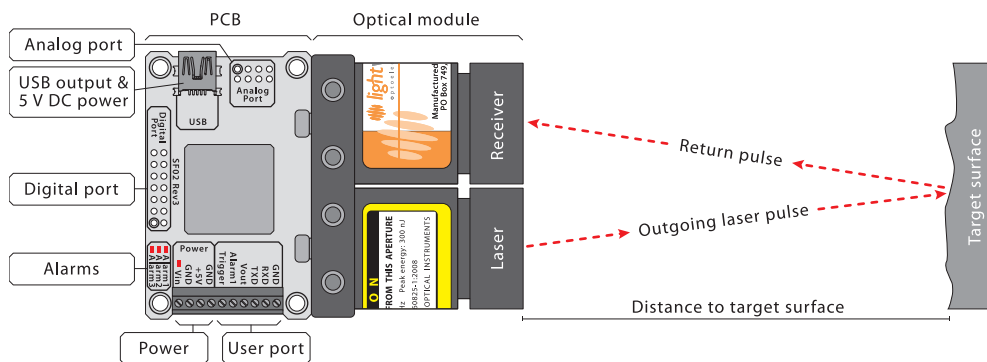 PCB
Optical module
Analog port
USB output &
5 V DC power
Digital port
Alarms
Power
User port
Analog
Port
USB
Digital
Port
SF02 Rev3
Alarm1
Alarm2
Alarm3
Power
Vin
GND
+5V
GND
Trigger
Alarm1
Vout
TXD
RXD
GND
light
optoelec
Manufactured
PO Box 749,
ON
FROM THIS APERTURE
Hz Peak energy: 300 nJ
60825-1:2008
OPTICAL INSTRUMENTS
Receiver
Laser
Return pulse
Outgoing laser pulse
Distance to target surface
Target surface